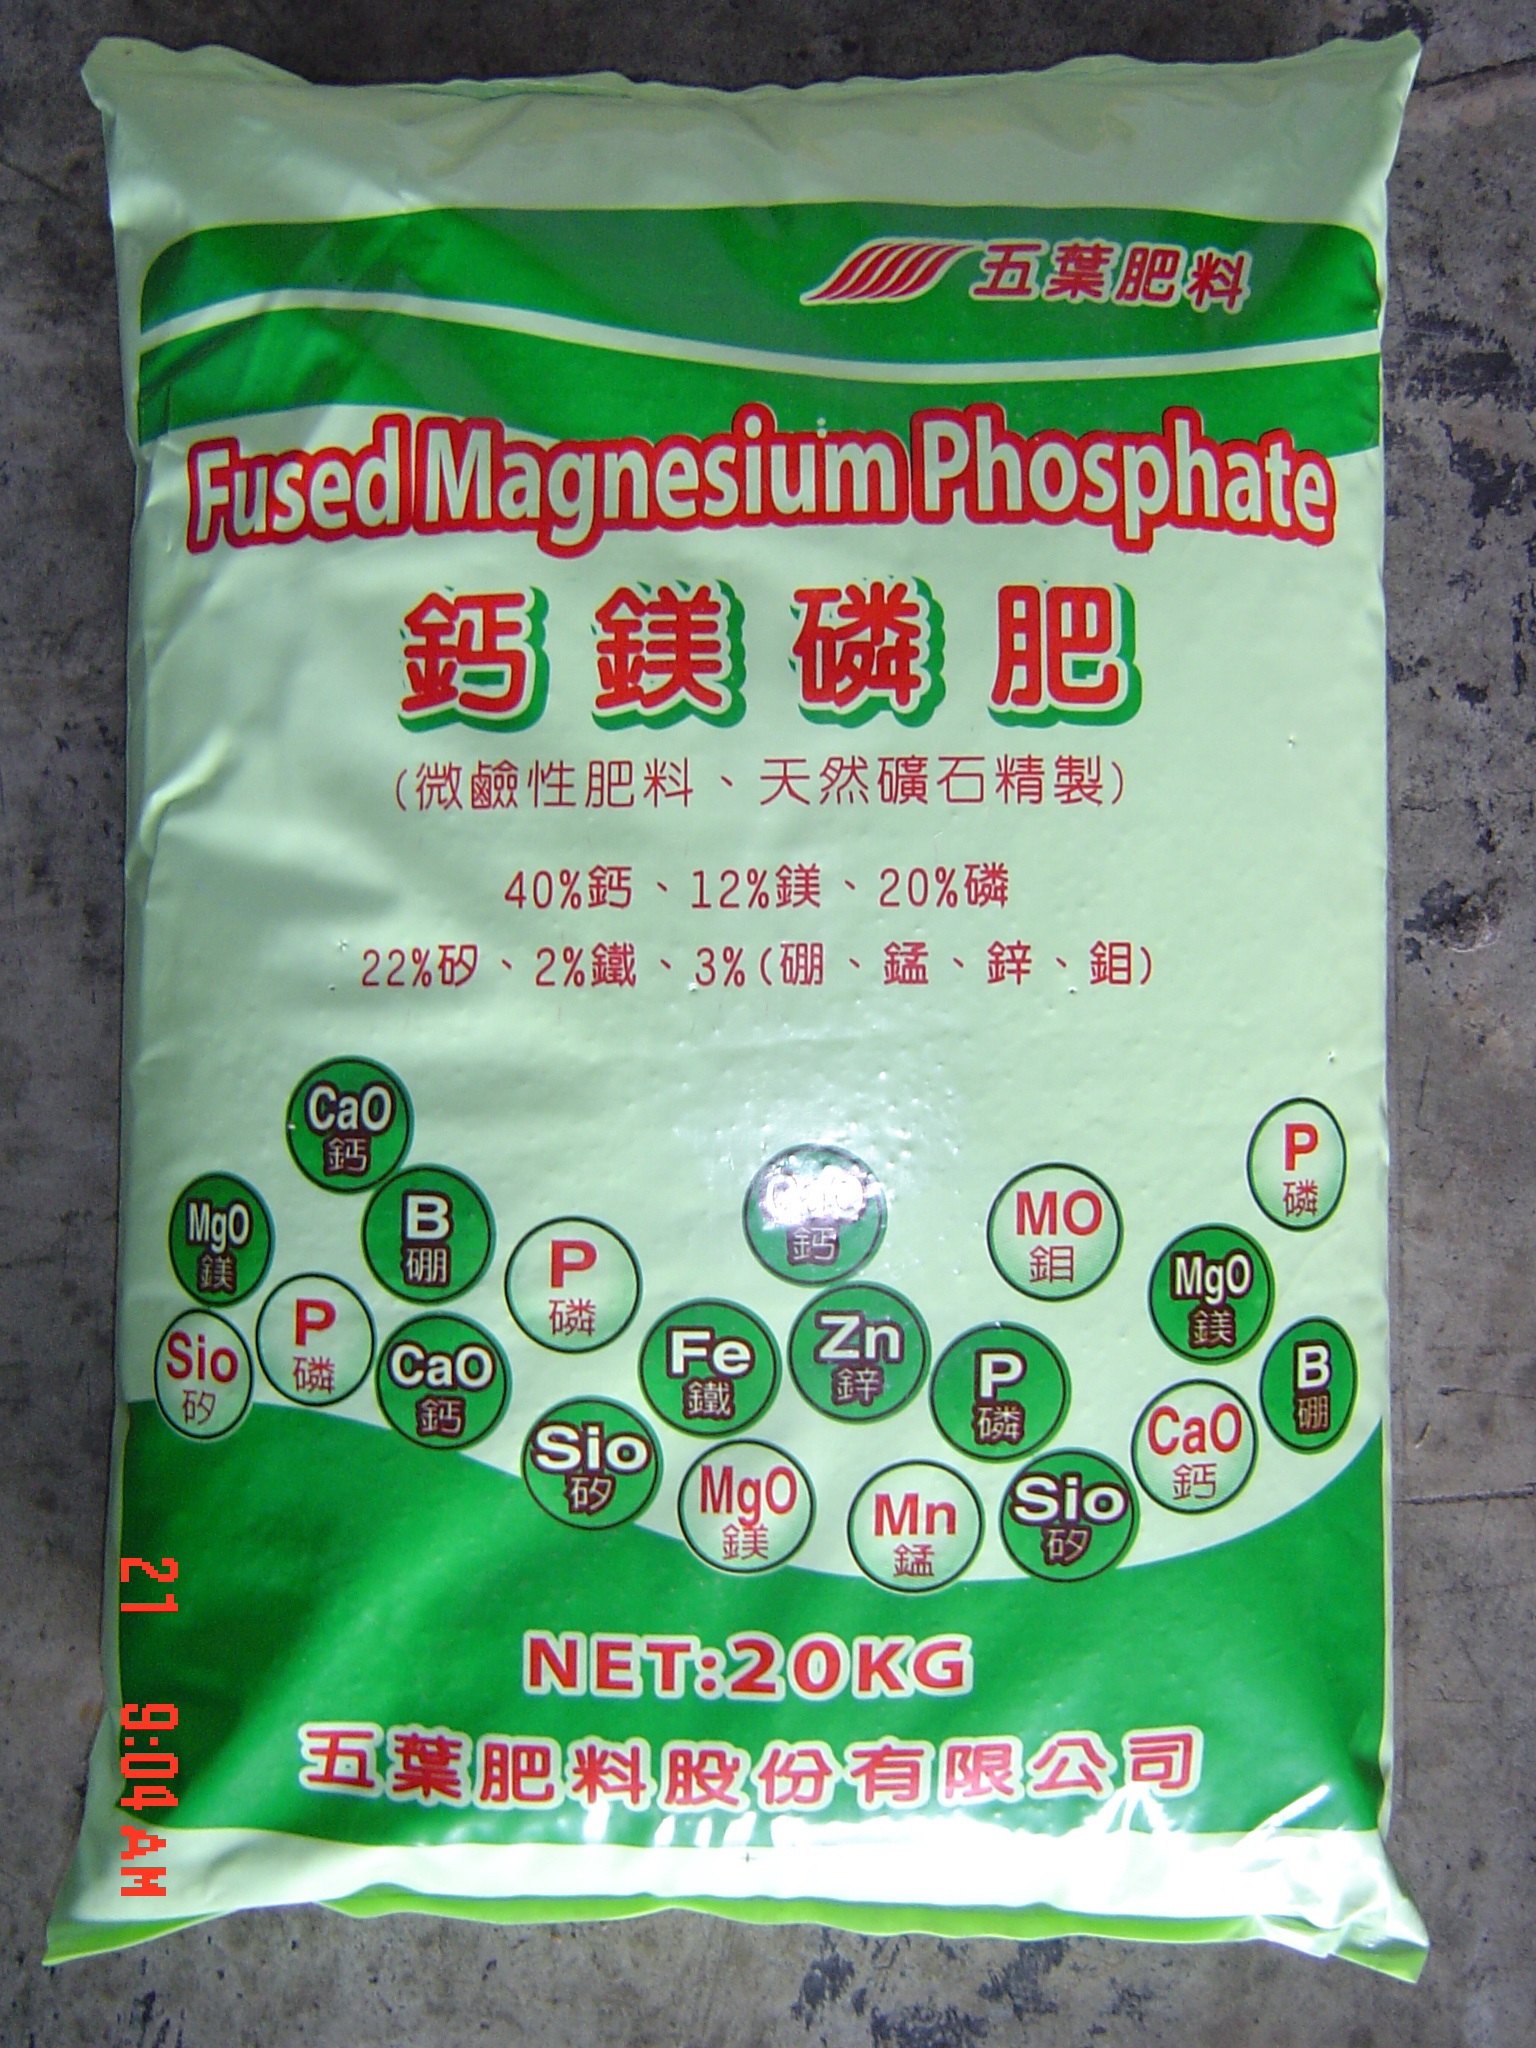 五葉肥料
Fused Magnesium Phosphate
鈣鎂磷肥
(微鹼性肥料、天然礦石精製)
40%鈣、12%鎂、20%磷
22%矽、2%鐵、3%(硼、錳、鋅、鉬)
CaO
鈣
P
磷
MgO
鎂
B
硼
P
磷
CaO
鈣
MO
鉬
MgO
鎂
Sio
矽
P
磷
CaO
鈣
Fe
鐵
Zn
鋅
P
磷
B
硼
Sio
矽
MgO
鎂
Mn
錳
Sio
矽
CaO
鈣
NET:20KG
五葉肥料股份有限公司
21 9:04AM